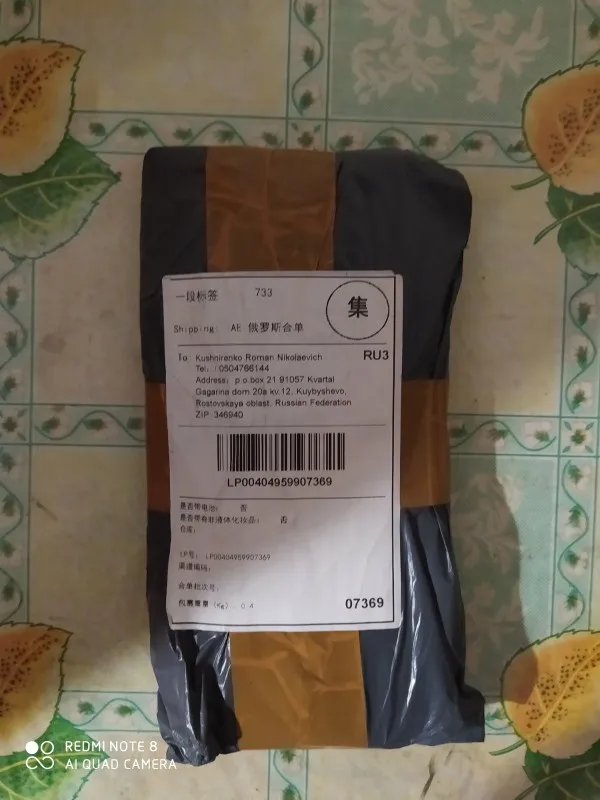 一段标签 733
集
Shipping: AE 俄罗斯合单
To: Kushnirenko Roman Nikolaevich RU3
Tel: 0504766144
Address: p.o.box 21 91057 Kvartal
Gagarina dom 20a kv.12, Kuybyshevo,
Rostovskaya oblast, Russian Federation
ZIP: 346940
LP00404959907369
是否带电池: 否
是否带有非液体化妆品: 否
仓库:
LP号: LP00404959907369
渠道编码:
合单批次号:
包裹重量(Kg): 0.4
07369
REDMI NOTE 8
AI QUAD CAMERA